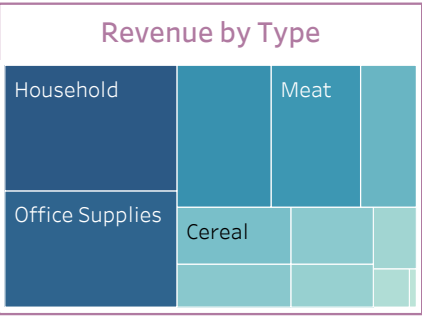 Revenue by Type
Household
Meat
Office Supplies
Cereal